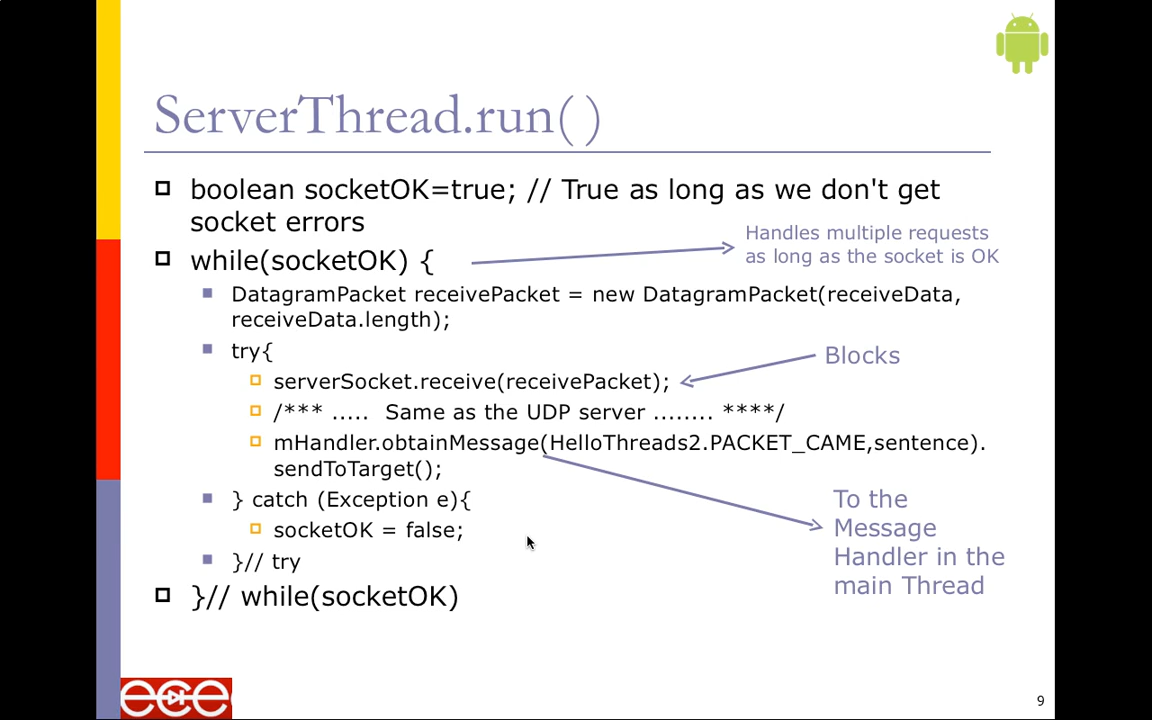 ServerThread.run( )
boolean socketOK=true; // True as long as we don't get
socket errors
Handles multiple requests
as long as the socket is OK
while(socketOK) {
DatagramPacket receivePacket = new DatagramPacket(receiveData,
receiveData.length);
try{
Blocks
serverSocket.receive(receivePacket);
/*** ..... Same as the UDP server ........ ****/
mHandler.obtainMessage(HelloThreads2.PACKET_CAME,sentence).
sendToTarget();
} catch (Exception e){
To the
Message
Handler in the
main Thread
socketOK = false;
}// try
}// while(socketOK)
ece
9